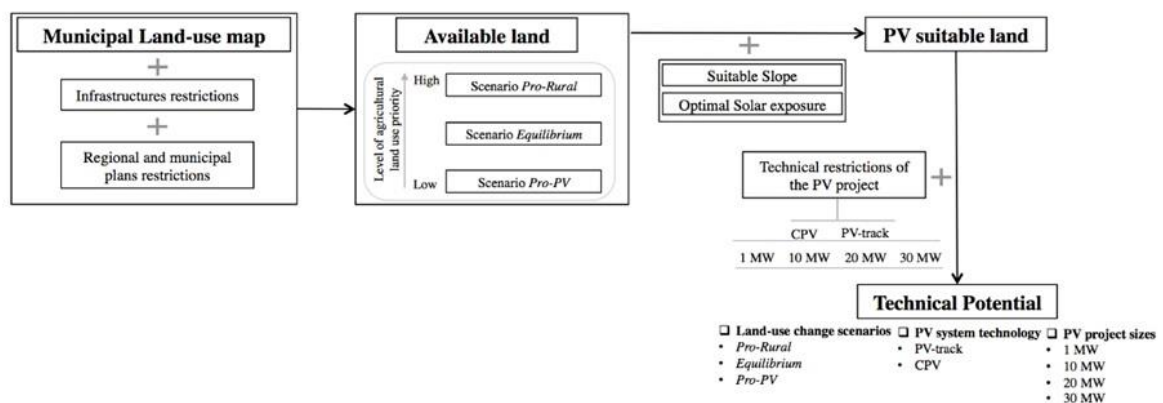 Municipal Land-use map
+
Infrastructures restrictions
+
Regional and municipal
plans restrictions
Available land
Level of agricultural
land use priority
High
Low
Scenario Pro-Rural
Scenario Equilibrium
Scenario Pro-PV
+
Suitable Slope
Optimal Solar exposure
PV suitable land
Technical restrictions of
the PV project
+
CPV PV-track
1 MW 10 MW 20 MW 30 MW
Technical Potential
❑ Land-use change scenarios
• Pro-Rural
• Equilibrium
• Pro-PV
❑ PV system technology
• PV-track
• CPV
❑ PV project sizes
• 1 MW
• 10 MW
• 20 MW
• 30 MW